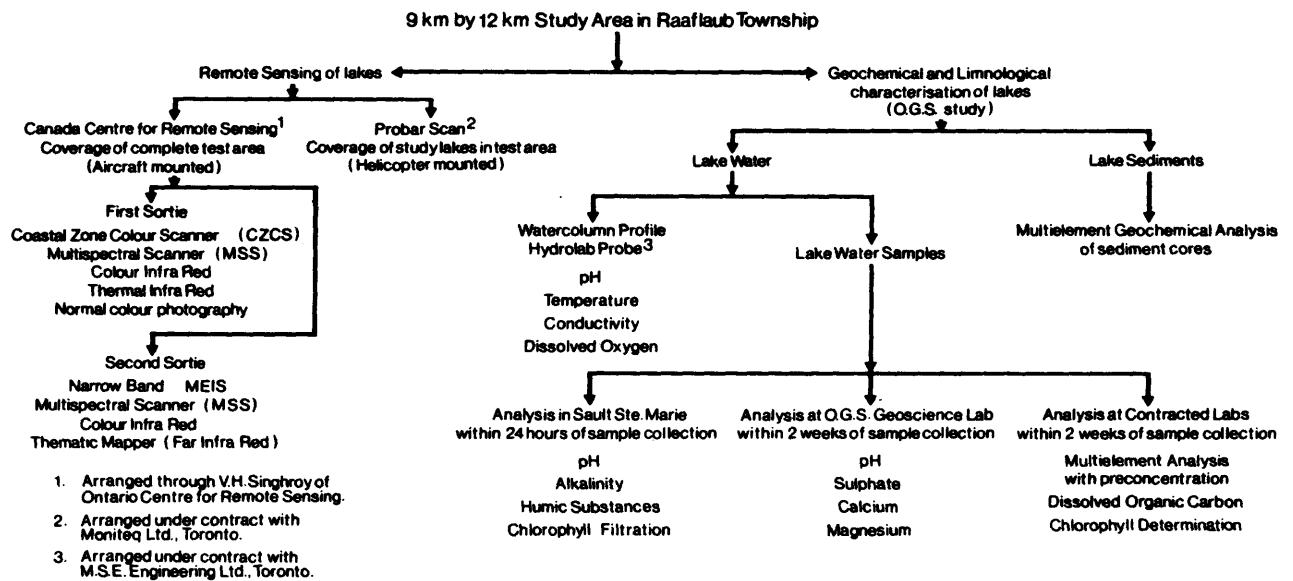 9 km by 12 km Study Area in Raaflaub Township
Remote Sensing of lakes
Geochemical and Limnological
characterisation of lakes
(O.G.S. study)
Canada Centre for Remote Sensing1
Coverage of complete test area
(Aircraft mounted)
Probar Scan2
Coverage of study lakes in test area
(Helicopter mounted)
Lake Water
Lake Sediments
First Sortie
Coastal Zone Colour Scanner (CZCS)
Multispectral Scanner (MSS)
Colour Infra Red
Thermal Infra Red
Normal colour photography
Watercolumn Profile
Hydrolab Probe3
pH
Temperature
Conductivity
Dissolved Oxygen
Lake Water Samples
Multielement Geochemical Analysis
of sediment cores
Second Sortie
Narrow Band MEIS
Multispectral Scanner (MSS)
Colour Infra Red
Thematic Mapper (Far Infra Red)
Analysis in Sault Ste. Marie
within 24 hours of sample collection
pH
Alkalinity
Humic Substances
Chlorophyll Filtration
Analysis at O.G.S. Geoscience Lab
within 2 weeks of sample collection
pH
Sulphate
Calcium
Magnesium
Analysis at Contracted Labs
within 2 weeks of sample collection
Multielement Analysis
with preconcentration
Dissolved Organic Carbon
Chlorophyll Determination
1. Arranged through V.H. Singhroy of
Ontario Centre for Remote Sensing.
2. Arranged under contract with
Moniteq Ltd., Toronto.
3. Arranged under contract with
M.S.E. Engineering Ltd., Toronto.